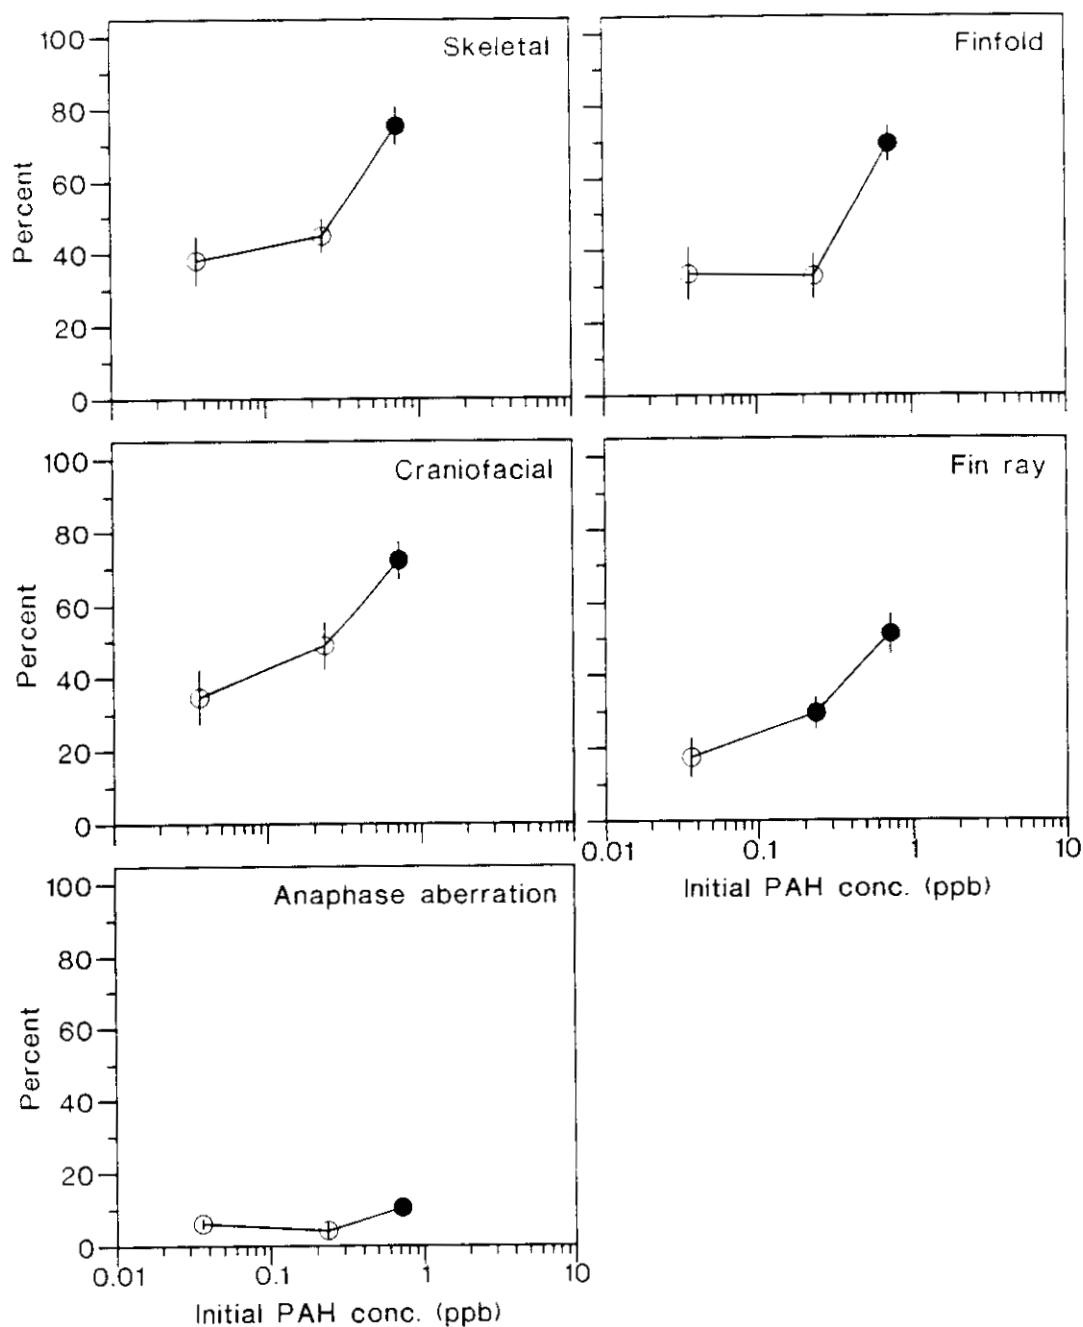 Skeletal
Finfold
100
80
60
40
20
0
Percent
Craniofacial
Fin ray
100
80
60
40
20
0
Percent
0.01 0.1 1 10
Initial PAH conc. (ppb)
Anaphase aberration
100
80
60
40
20
0
Percent
0.01 0.1 1 10
Initial PAH conc. (ppb)